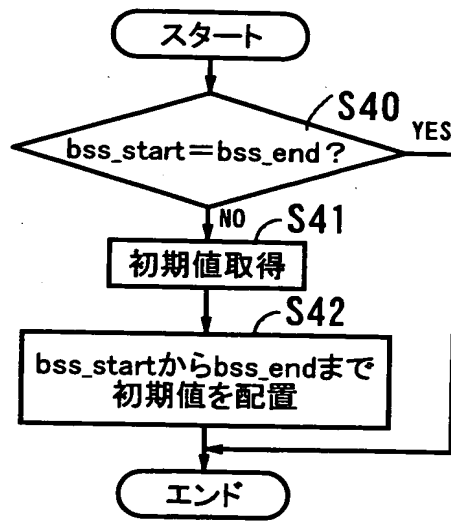 スタート
S40
YES
bss_start=bss_end?
NO
S41
初期値取得
S42
bss_startからbss_endまで
初期値を配置
エンド